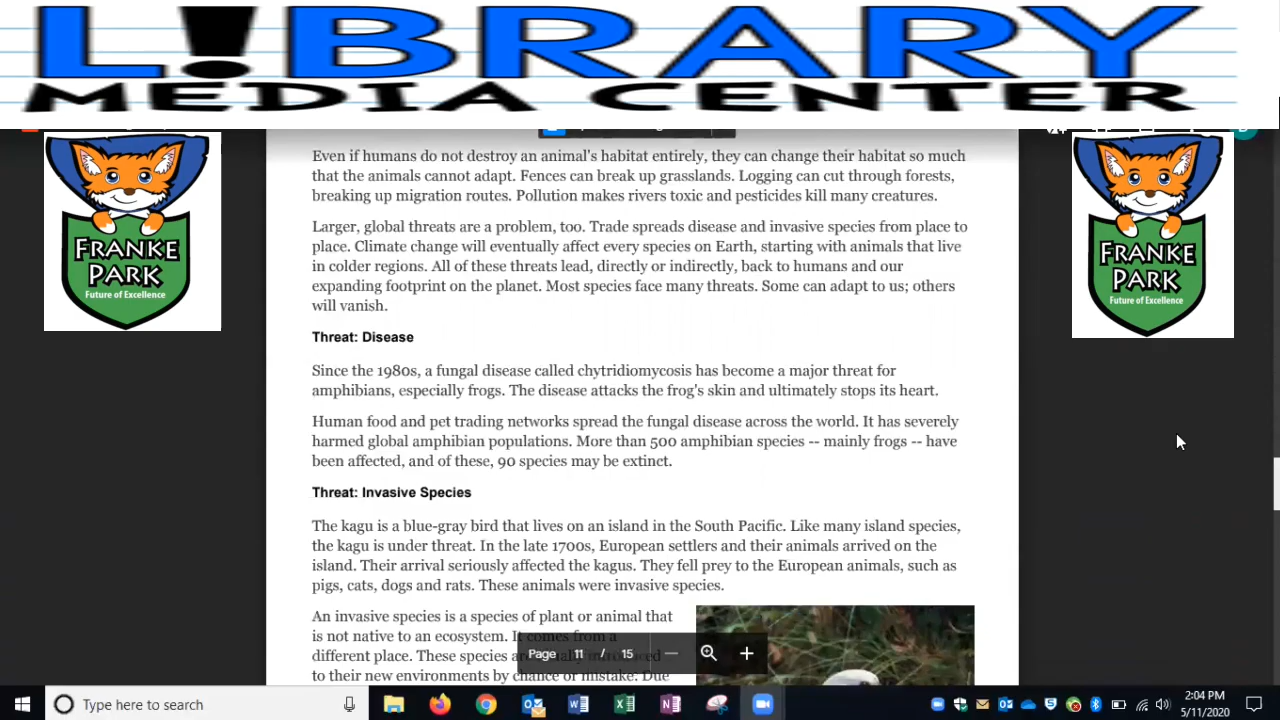 L!BRARY
MEDIA CENTER
FRANKE
PARK
Future of Excellence
FRANKE
PARK
Future of Excellence
Even if humans do not destroy an animal's habitat entirely, they can change their habitat so much
that the animals cannot adapt. Fences can break up grasslands. Logging can cut through forests,
breaking up migration routes. Pollution makes rivers toxic and pesticides kill many creatures.
Larger, global threats are a problem, too. Trade spreads disease and invasive species from place to
place. Climate change will eventually affect every species on Earth, starting with animals that live
in colder regions. All of these threats lead, directly or indirectly, back to humans and our
expanding footprint on the planet. Most species face many threats. Some can adapt to us; others
will vanish.
Threat: Disease
Since the 1980s, a fungal disease called chytridiomycosis has become a major threat for
amphibians, especially frogs. The disease attacks the frog's skin and ultimately stops its heart.
Human food and pet trading networks spread the fungal disease across the world. It has severely
harmed global amphibian populations. More than 500 amphibian species -- mainly frogs -- have
been affected, and of these, 90 species may be extinct.
Threat: Invasive Species
The kagu is a blue-gray bird that lives on an island in the South Pacific. Like many island species,
the kagu is under threat. In the late 1700s, European settlers and their animals arrived on the
island. Their arrival seriously affected the kagus. They fell prey to the European animals, such as
pigs, cats, dogs and rats. These animals were invasive species.
An invasive species is a species of plant or animal that
is not native to an ecosystem. It comes from a
different place. These species are
to their new environments by chance or mistake: Due
Page 11 / 15
Type here to search
2:04 PM
5/11/2020